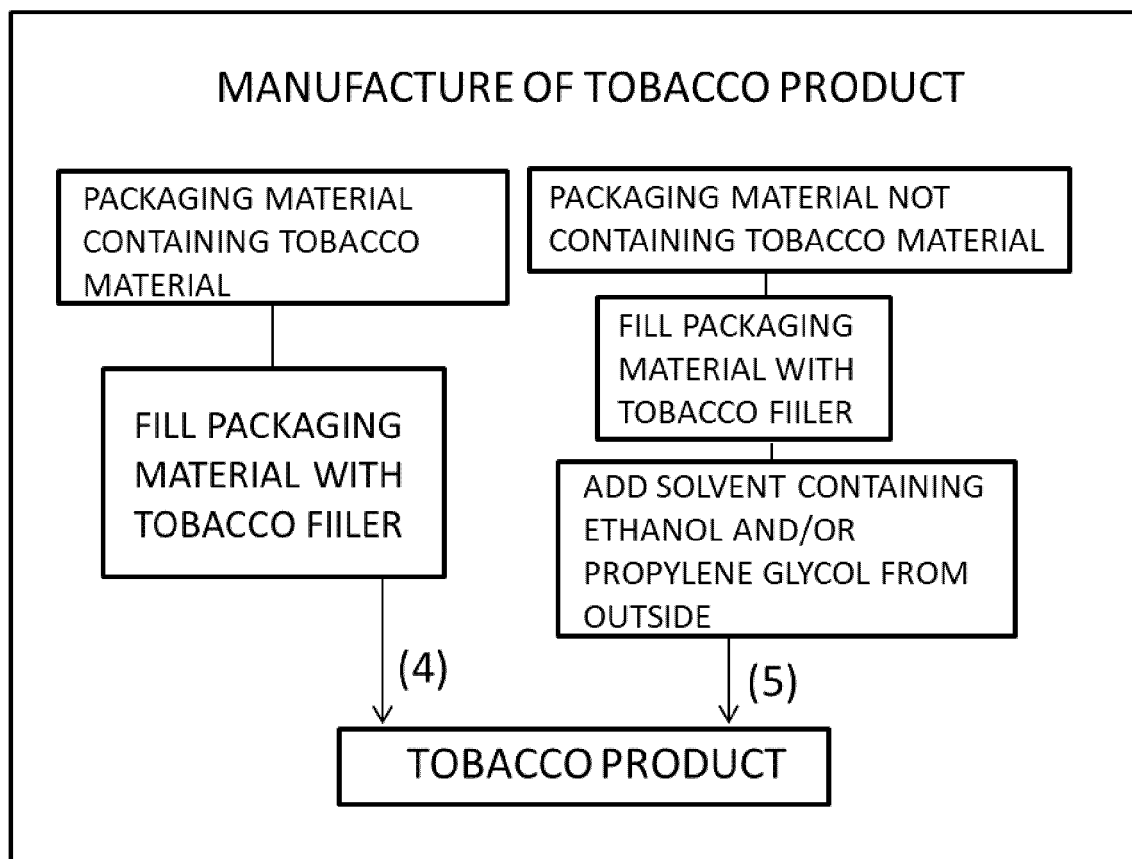 MANUFACTURE OF TOBACCO PRODUCT
PACKAGING MATERIAL
CONTAINING TOBACCO
MATERIAL
FILL PACKAGING
MATERIAL WITH
TOBACCO FIILER
(4)
PACKAGING MATERIAL NOT
CONTAINING TOBACCO MATERIAL
FILL PACKAGING
MATERIAL WITH
TOBACCO FIILER
ADD SOLVENT CONTAINING
ETHANOL AND/OR
PROPYLENE GLYCOL FROM
OUTSIDE
(5)
TOBACCO PRODUCT